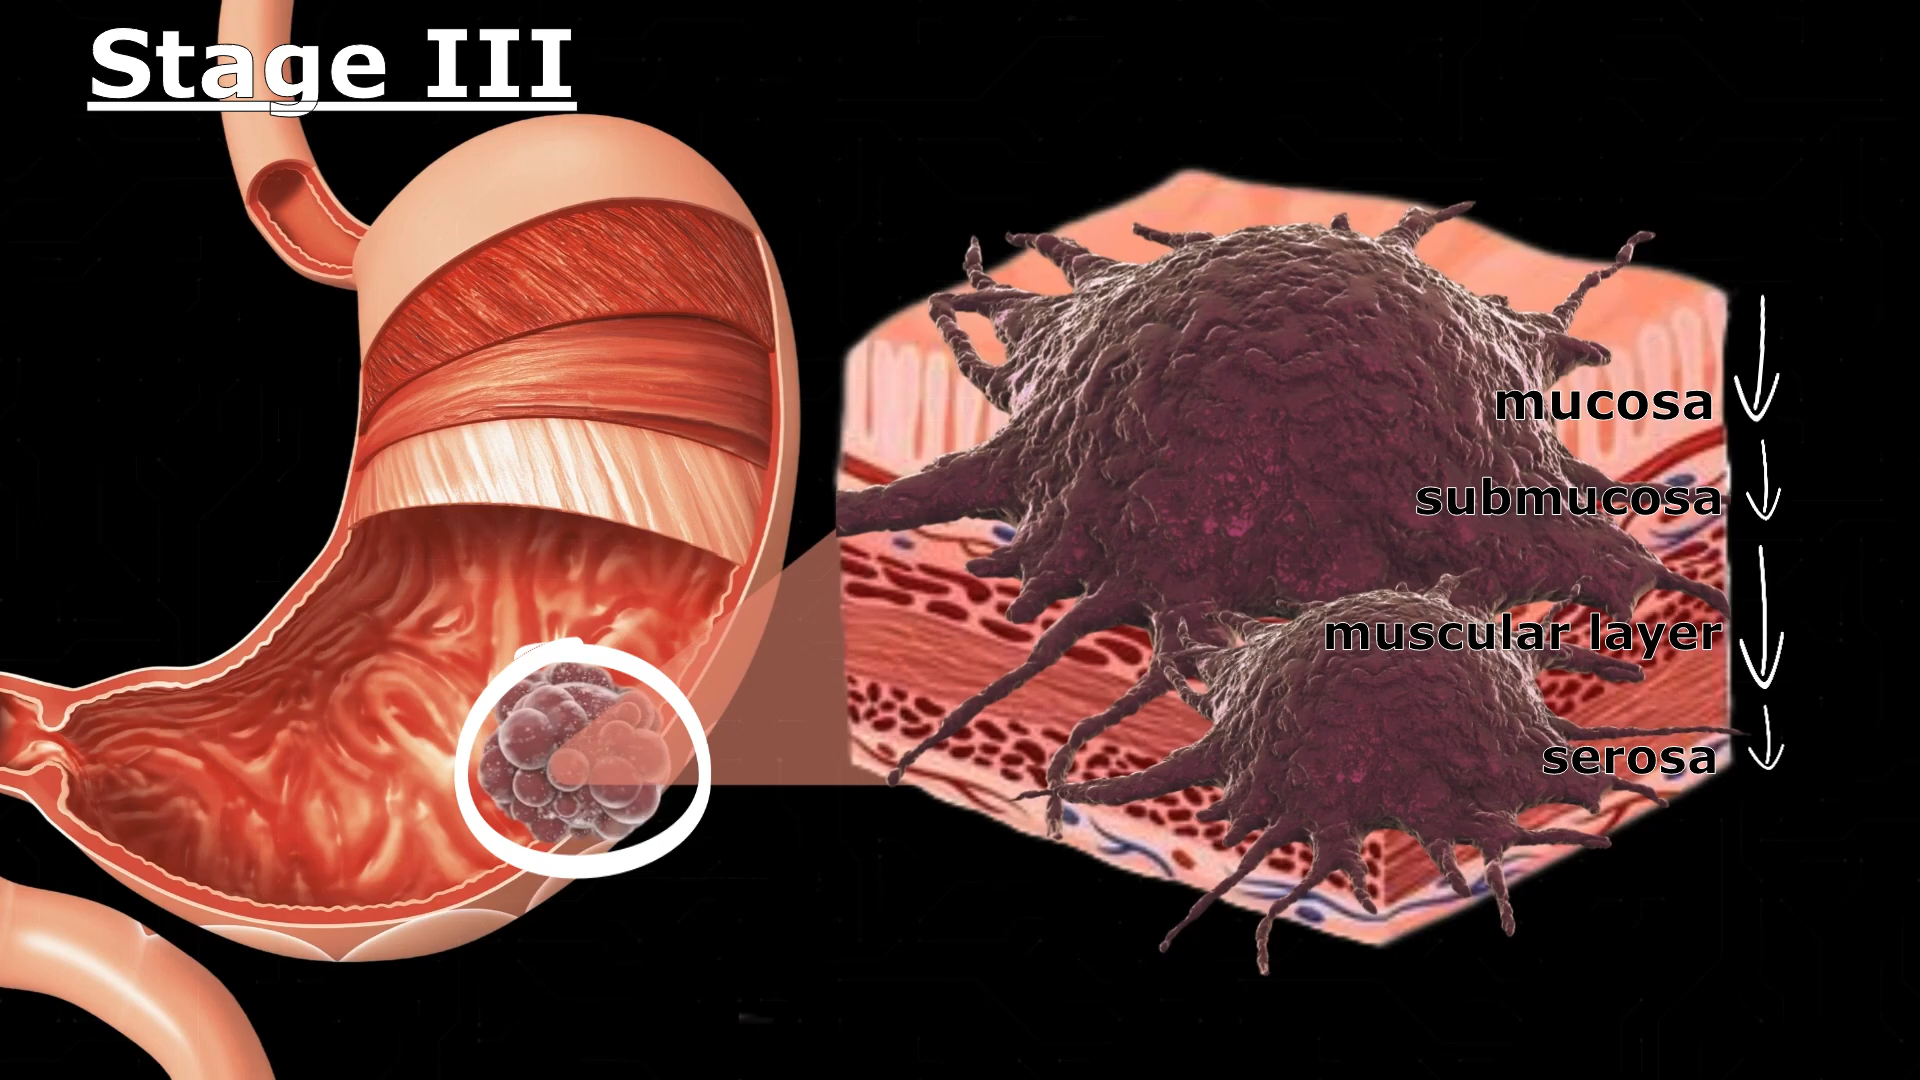 Stage III
mucosa
submucosa
muscular layer
serosa